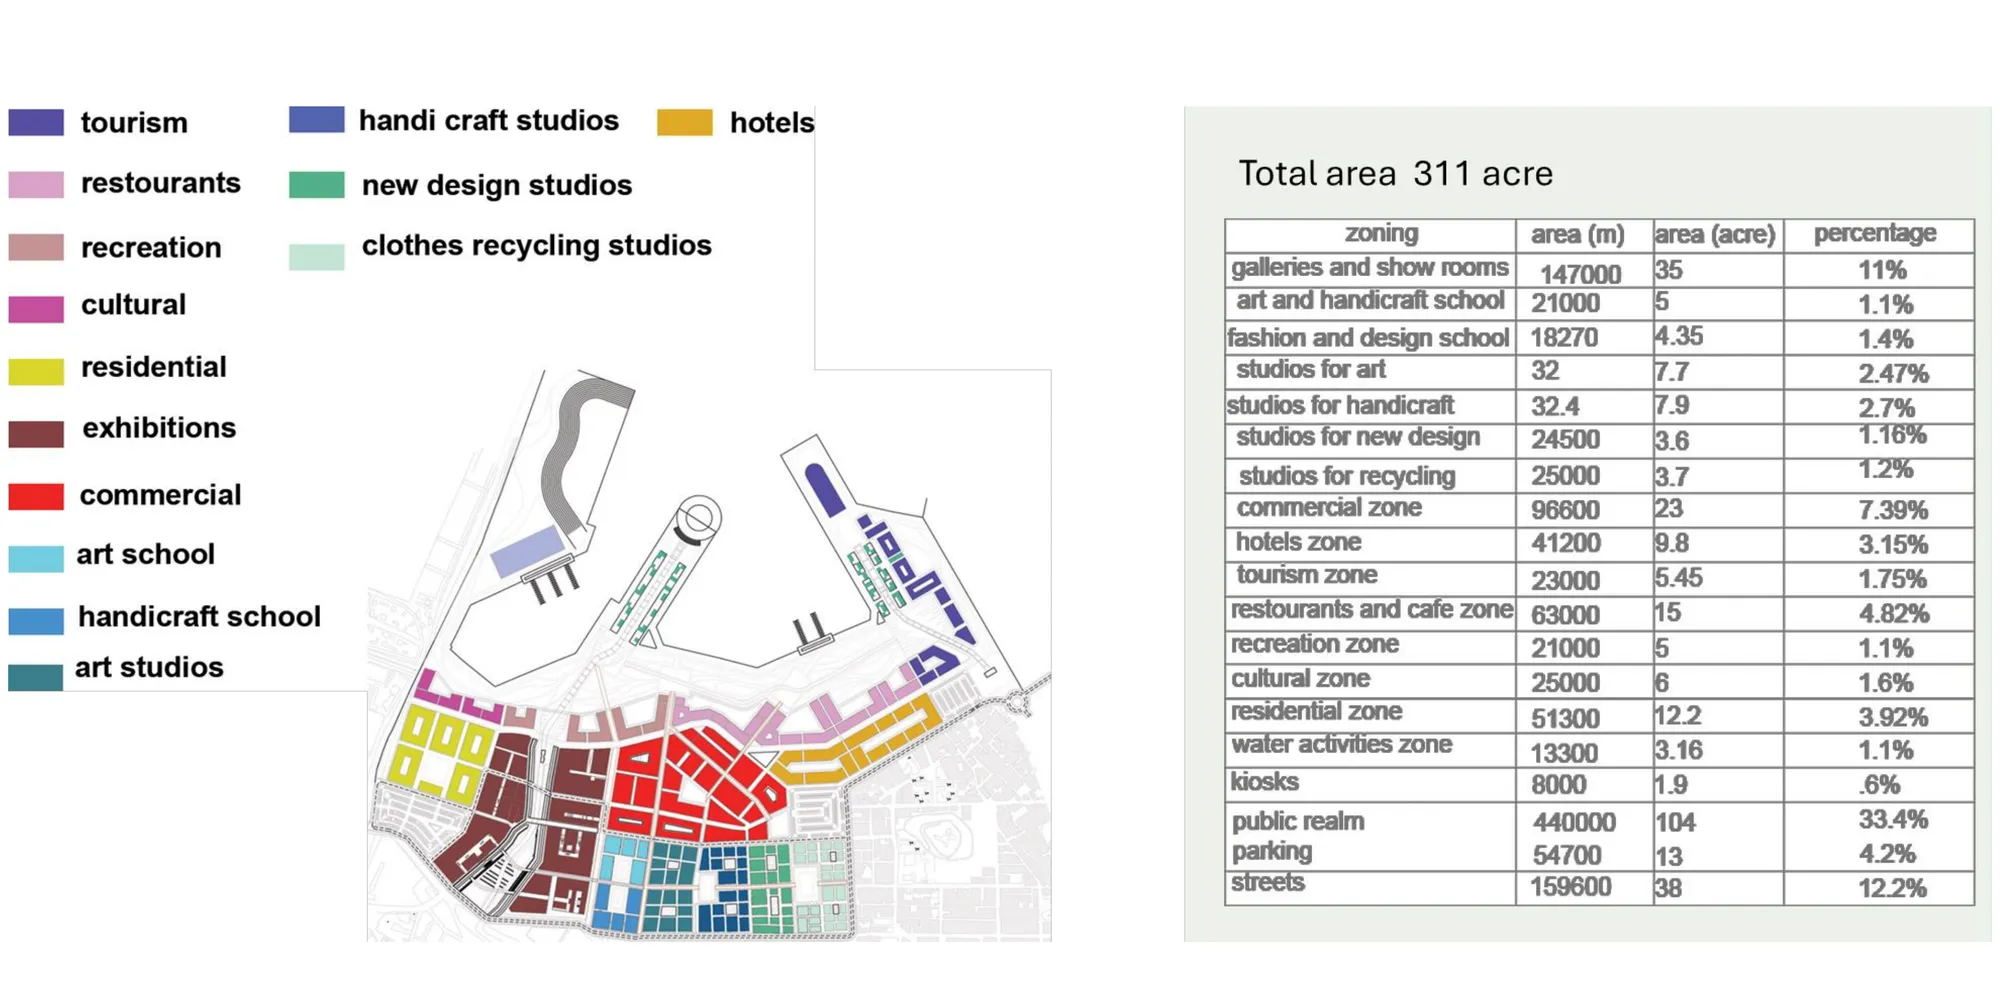 tourism
handi craft studios
hotels
restourants
new design studios
recreation
clothes recycling studios
cultural
residential
exhibitions
commercial
art school
handicraft school
art studios
Total area 311 acre
zoning area (m) area (acre) percentage
galleries and show rooms 147000 35 11%
art and handicraft school 21000 5 1.1%
fashion and design school 18270 4.35 1.4%
studios for art 32 7.7 2.47%
studios for handicraft 32.4 7.9 2.7%
studios for new design 24500 3.6 1.16%
studios for recycling 25000 3.7 1.2%
commercial zone 96600 23 7.39%
hotels zone 41200 9.8 3.15%
tourism zone 23000 5.45 1.75%
restourants and cafe zone 63000 15 4.82%
recreation zone 21000 5 1.1%
cultural zone 25000 6 1.6%
residential zone 51300 12.2 3.92%
water activities zone 13300 3.16 1.1%
kiosks 8000 1.9 .6%
public realm 440000 104 33.4%
parking 54700 13 4.2%
streets 159600 38 12.2%